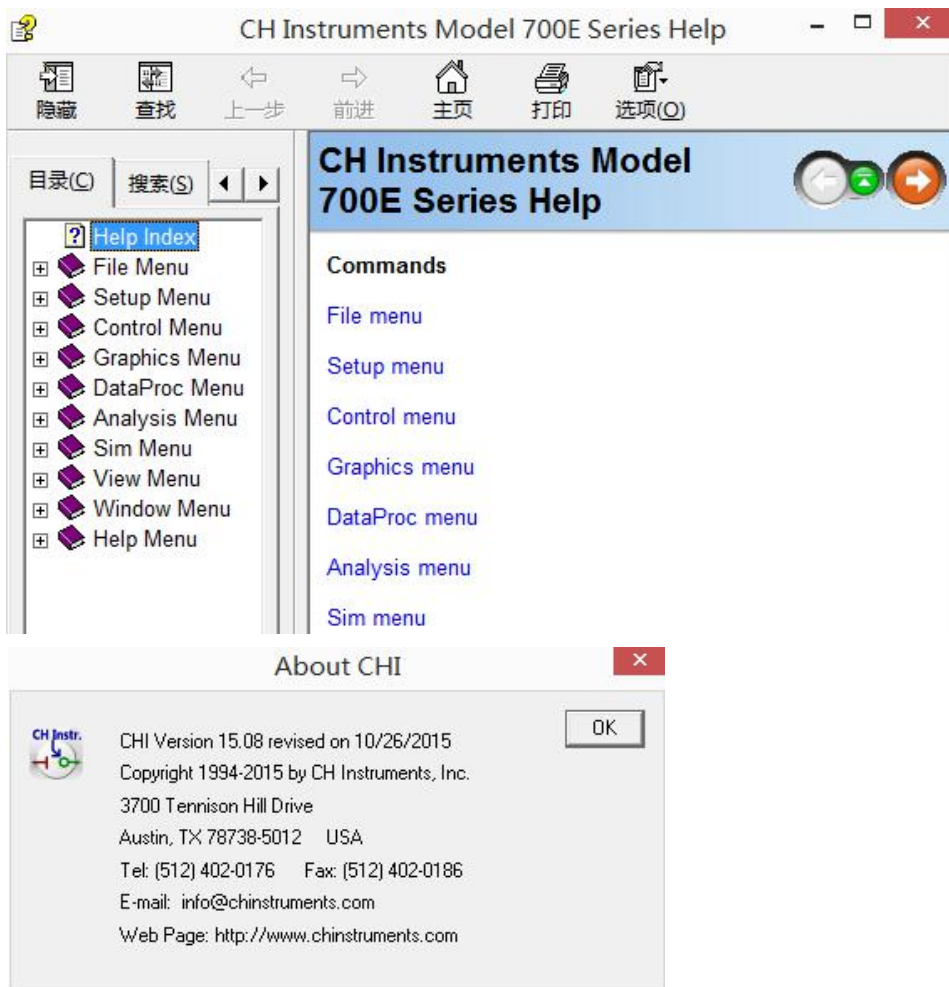 CH Instruments Model 700E Series Help
隐藏 查找 上一步 前进 主页 打印 选项(O)
目录(C) 搜索(S)
Help Index
File Menu
Setup Menu
Control Menu
Graphics Menu
DataProc Menu
Analysis Menu
Sim Menu
View Menu
Window Menu
Help Menu
CH Instruments Model
700E Series Help
Commands
File menu
Setup menu
Control menu
Graphics menu
DataProc menu
Analysis menu
Sim menu
About CHI
CH Instr.
OK
CHI Version 15.08 revised on 10/26/2015
Copyright 1994-2015 by CH Instruments, Inc.
3700 Tennison Hill Drive
Austin, TX 78738-5012 USA
Tel: (512) 402-0176 Fax: (512) 402-0186
E-mail: info@chinstruments.com
Web Page: http://www.chinstruments.com